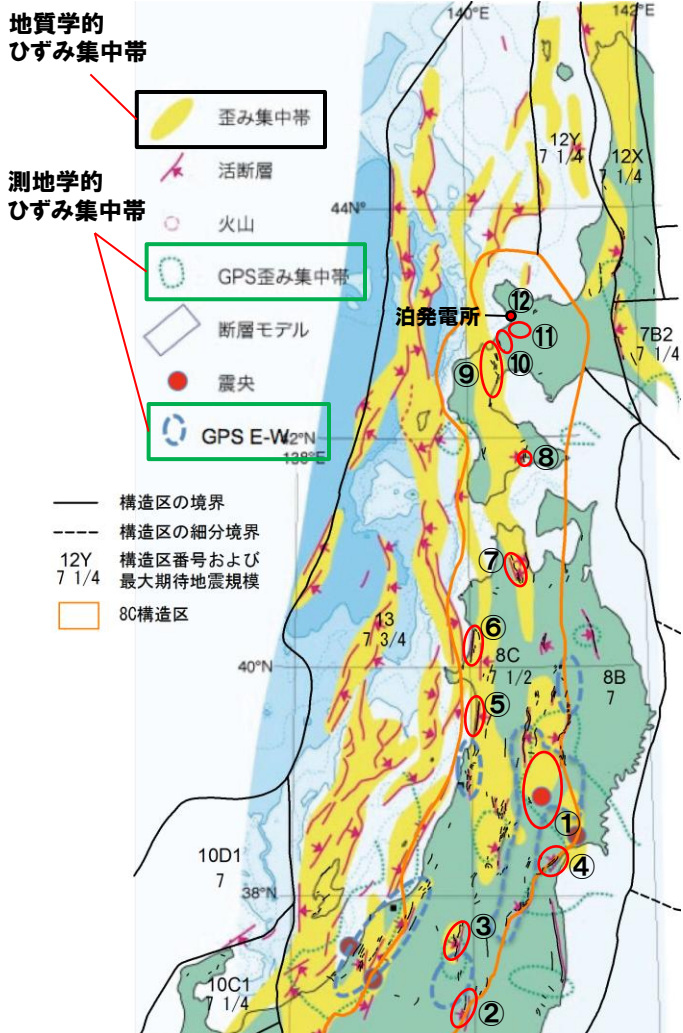 地質学的
ひずみ集中帯
歪み集中帯
測地学的
ひずみ集中帯
活断層
火山
GPS歪み集中帯
断層モデル
震央
GPS E-W
構造区の境界
構造区の細分境界
12Y
7 1/4
構造区番号および
最大期待地震規模
8C構造区
140°E
142°E
12Y
7 1/4
12X
7 1/4
44N°
⑫
泊発電所
⑪
⑩
⑨
7B2
7 1/4
42°N
138°E
⑧
⑦
13
7 3/4
⑥
8C
7 1/2
40°N
8B
7
⑤
①
④
10D1
7
38°N
③
10C1
7 1/4
②